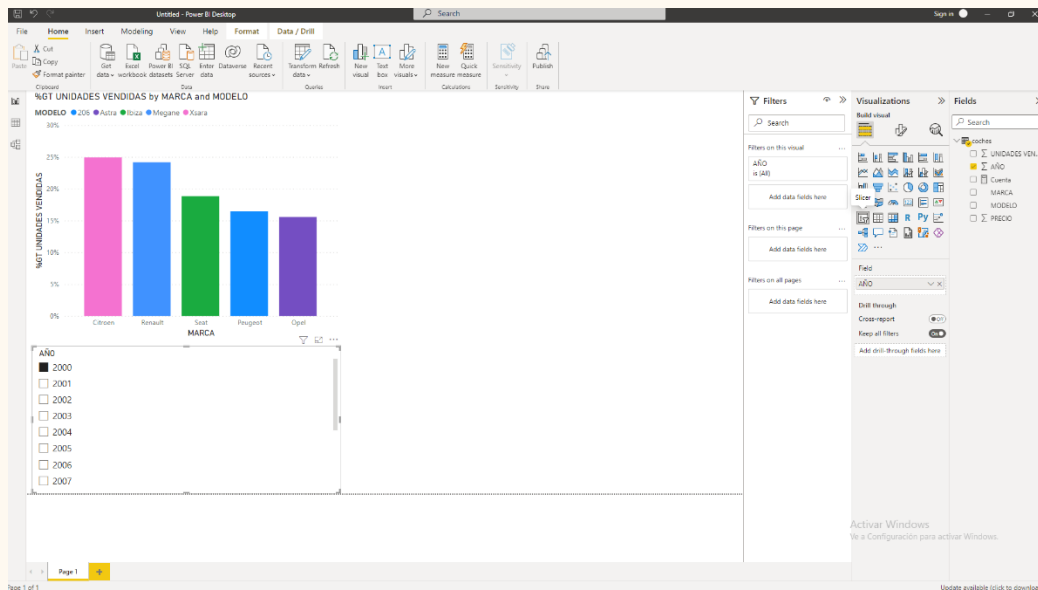 Untitled - Power BI Desktop
Search
Sign in
File Home Insert Modeling View Help Format Data / Drill
Paste
Cut
Copy
Format painter
Get data
Excel workbook
Power BI datasets
SQL Server
Enter data
Dataverse
Recent sources
Transform data
Refresh
New visual
Text box
More visuals
New measure
Quick measure
Sensitivity
Publish
Clipboard Data Queries Insert Calculations Sensitivity Share
%GT UNIDADES VENDIDAS by MARCA and MODELO
MODELO 206 Astra Ibiza Megane Xsara
30%
25%
20%
15%
10%
5%
0%
%GT UNIDADES VENDIDAS
Citroen Renault Seat Peugeot Opel
MARCA
AÑO
2000
2001
2002
2003
2004
2005
2006
2007
Filters
Search
Filters on this visual ...
AÑO
is (All)
Add data fields here
Filters on this page ...
Add data fields here
Filters on all pages ...
Add data fields here
Visualizations
Build visual
Slicer
R Py
...
Field
AÑO
Drill through
Cross-report Off
Keep all filters On
Add drill-through fields here
Fields
Search
coches
UNIDADES VEN...
AÑO
Cuenta
MARCA
MODELO
PRECIO
Activar Windows
Ve a Configuración para activar Windows.
Page 1
Page 1 of 1
Update available (click to download